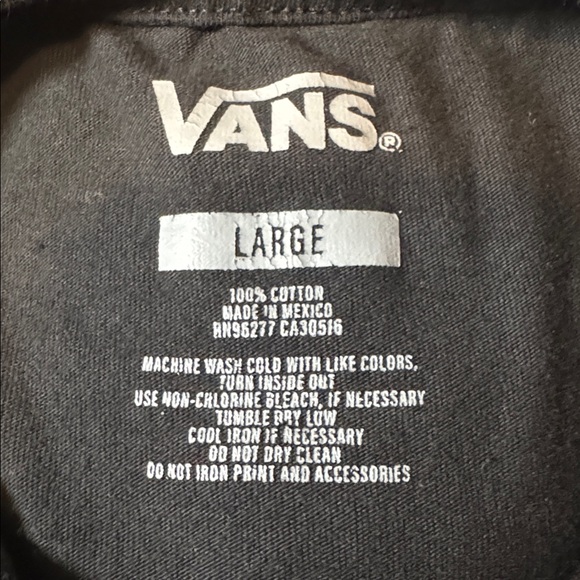 VANS®
LARGE
100% COTTON
MADE IN MEXICO
RN96277 CA30516
MACHINE WASH COLD WITH LIKE COLORS,
TURN INSIDE OUT
USE NON-CHLORINE BLEACH, IF NECESSARY
TUMBLE DRY LOW
COOL IRON IF NECESSARY
DO NOT DRY CLEAN
DO NOT IRON PRINT AND ACCESSORIES